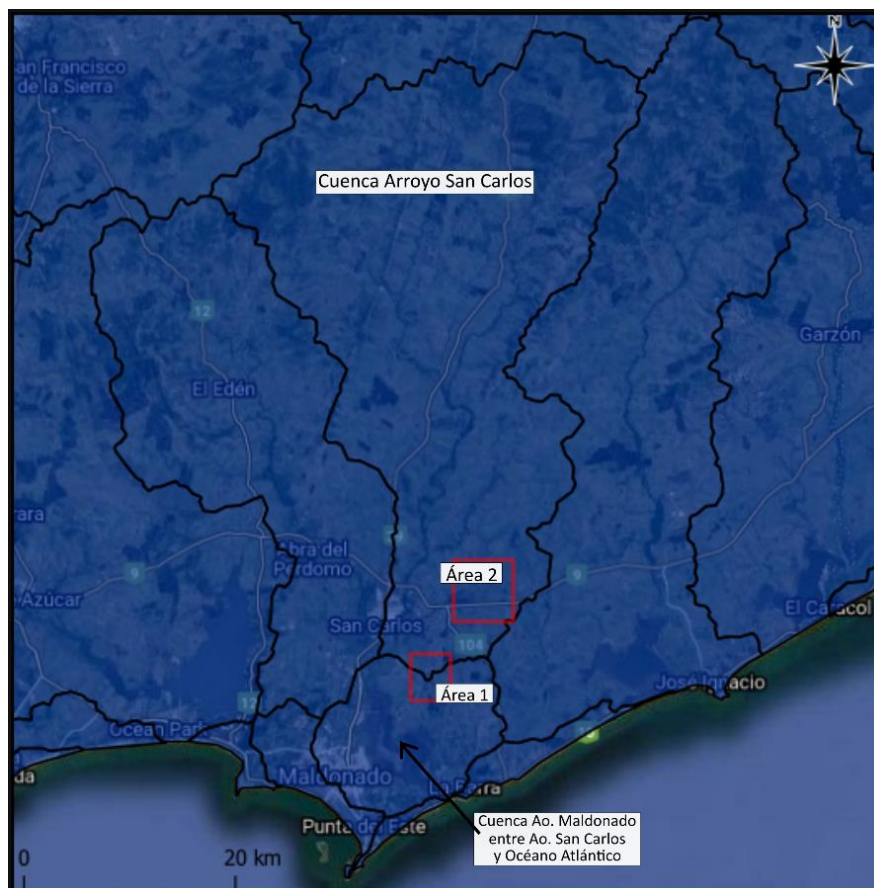 N
San Francisco
de la Sierra
Cuenca Arroyo San Carlos
12
Garzón
El Edén
Abra del
Perdomo
9
Área 2
9
Azúcar
San Carlos
El Caracol
104
Área 1
José Ignacio
12
Ocean Park
Maldonado
La Barra
Punta del Este
Cuenca Ao. Maldonado
entre Ao. San Carlos
y Océano Atlántico
0
20 km